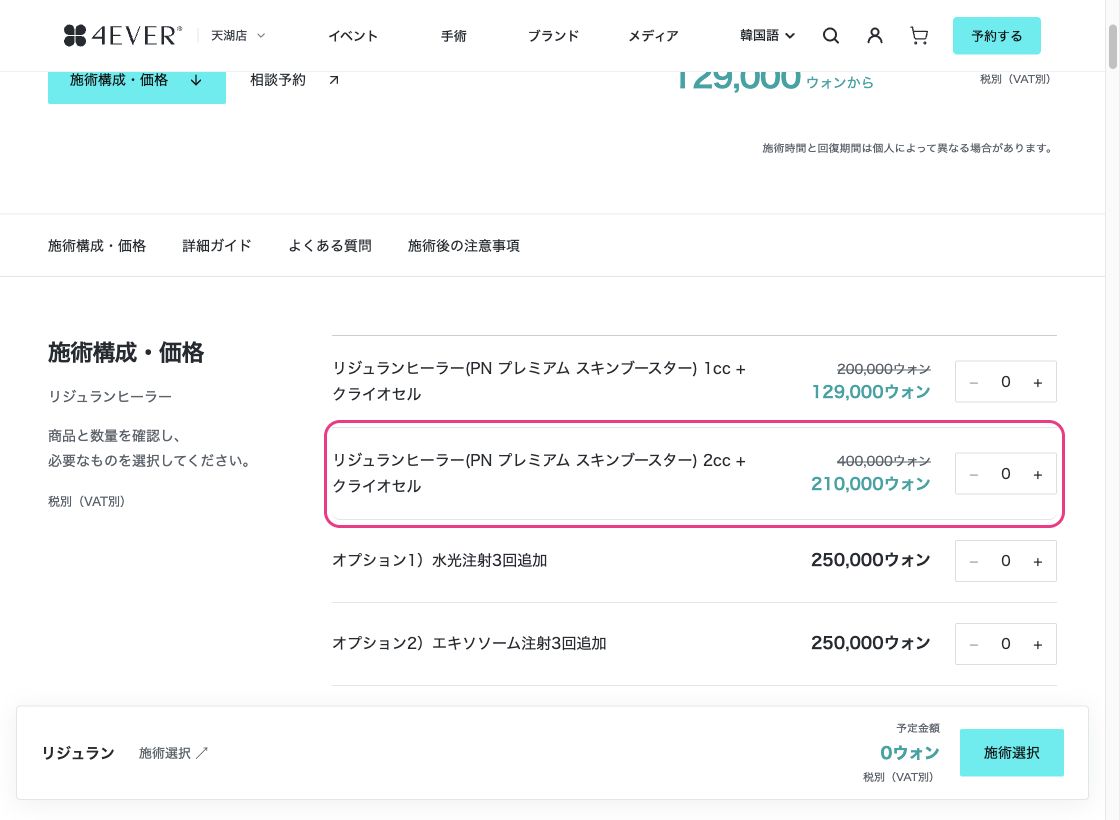 4EVER®
天湖店
イベント
手術
ブランド
メディア
韓国語
予約する
施術構成・価格 ↓
相談予約 ↗
129,000 ウォンから
税別（VAT別）
施術時間と回復期間は個人によって異なる場合があります。
施術構成・価格
詳細ガイド
よくある質問
施術後の注意事項
施術構成・価格
リジュランヒーラー
商品と数量を確認し、
必要なものを選択してください。
税別（VAT別）
リジュランヒーラー(PN プレミアム スキンブースター) 1cc +
クライオセル
200,000ウォン
129,000ウォン
− 0 +
リジュランヒーラー(PN プレミアム スキンブースター) 2cc +
クライオセル
400,000ウォン
210,000ウォン
− 0 +
オプション1）水光注射3回追加
250,000ウォン
− 0 +
オプション2）エキソソーム注射3回追加
250,000ウォン
− 0 +
リジュラン
施術選択 ↗
予定金額
0ウォン
税別（VAT別）
施術選択